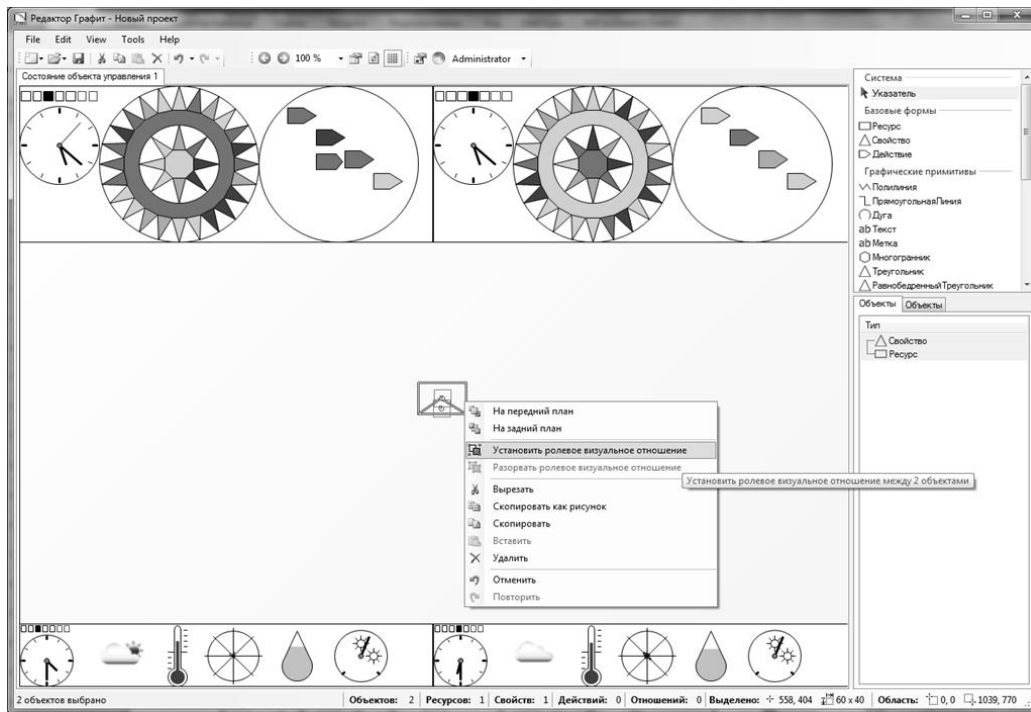 Редактор Графит - Новый проект
File Edit View Tools Help
100 % Administrator
Состояние объекта управления 1
Система
Указатель
Базовые формы
Ресурс
Свойство
Действие
Графические примитивы
Полилиния
ПрямоугольнаяЛиния
Дуга
ab Текст
ab Метка
Многогранник
Треугольник
РавнобедренныйТреугольник
Объекты Объекты
Тип
Свойство
Ресурс
На передний план
На задний план
Установить ролевое визуальное отношение
Разорвать ролевое визуальное отношение
Установить ролевое визуальное отношение между 2 объектами
Вырезать
Скопировать как рисунок
Скопировать
Вставить
Удалить
Отменить
Повторить
2 объектов выбрано Объектов: 2 Ресурсов: 1 Свойств: 1 Действий: 0 Отношений: 0 Выделено: 558, 404 60 x 40 Область: 0, 0 1039, 770